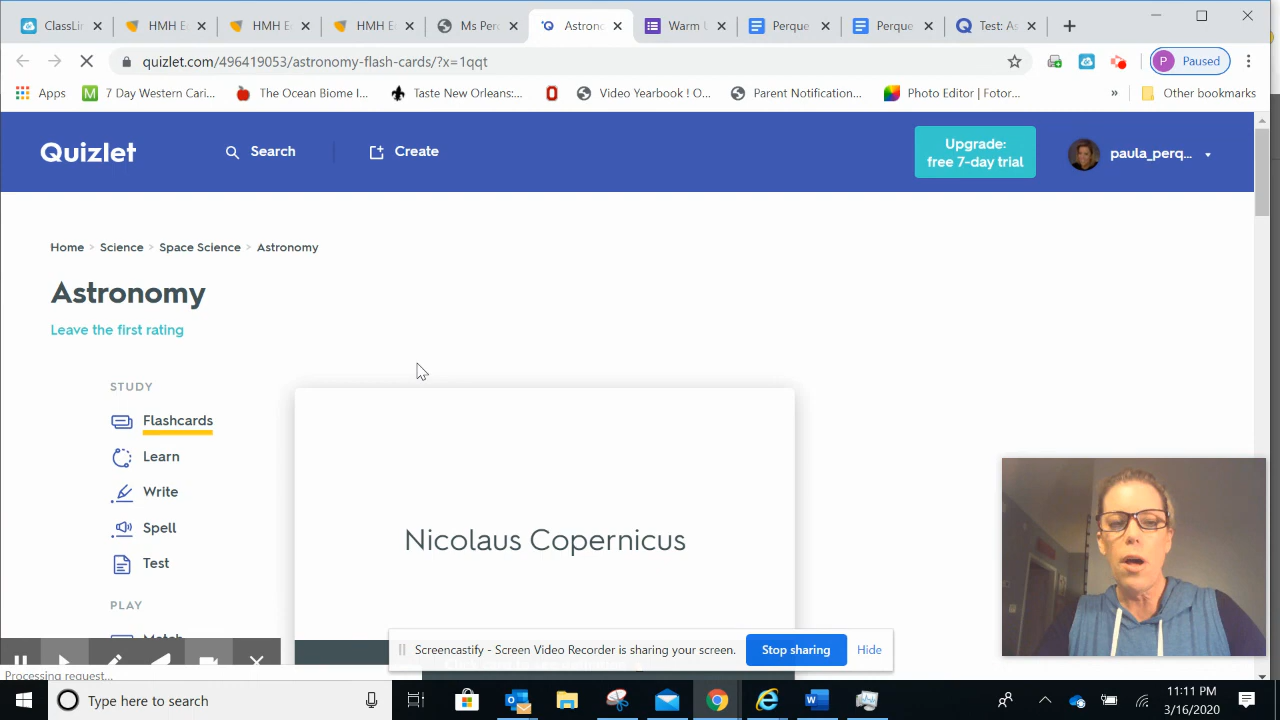 ClassLin
HMH E
HMH E
HMH E
Ms Perq
Astron
Warm U
Perque
Perque
Test: As
quizlet.com/496419053/astronomy-flash-cards/?x=1qqt
P Paused
Apps
M 7 Day Western Cari...
The Ocean Biome I...
Taste New Orleans:...
Video Yearbook ! O...
Parent Notification...
Photo Editor | Fotor...
» Other bookmarks
Quizlet
Search
Create
Upgrade:
free 7-day trial
paula_perq...
Home > Science > Space Science > Astronomy
Astronomy
Leave the first rating
STUDY
Flashcards
Learn
Write
Spell
Test
PLAY
Match
Nicolaus Copernicus
Screencastify - Screen Video Recorder is sharing your screen.
Stop sharing
Hide
Processing request...
Type here to search
11:11 PM
3/16/2020